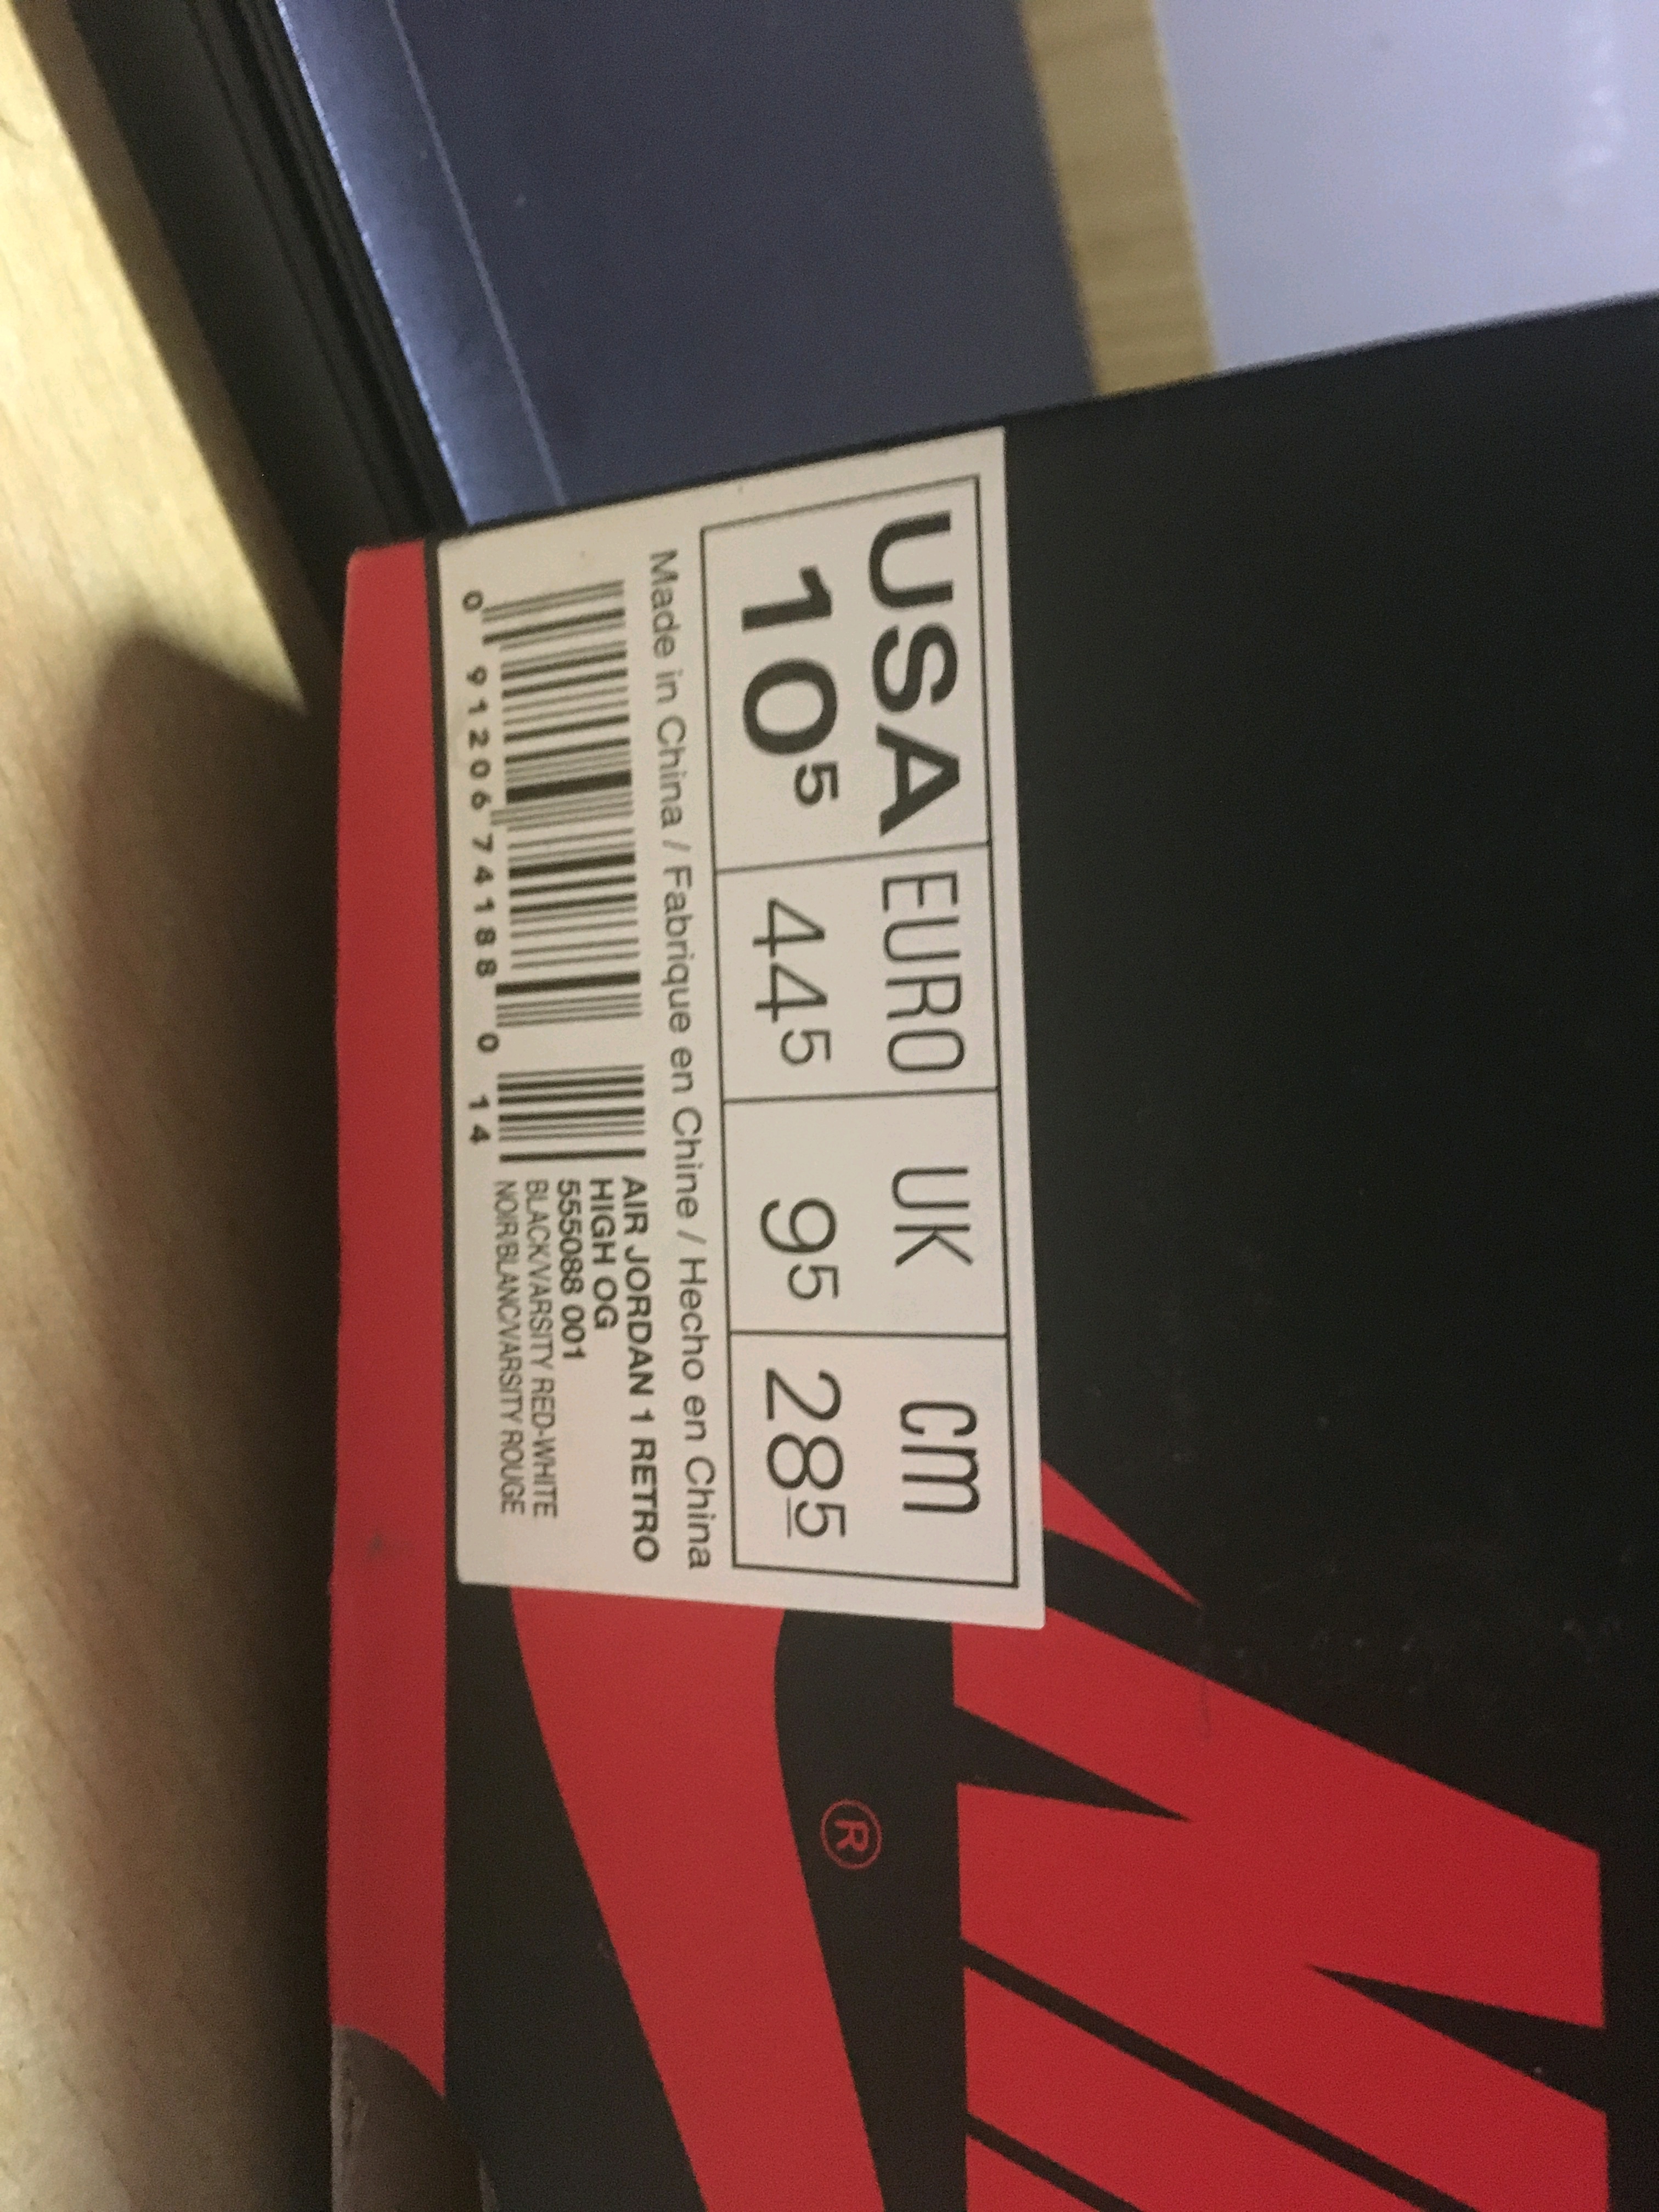 USA EURO UK cm
10⁵ 44⁵ 9⁵ 28⁵
Made in China / Fabrique en Chine / Hecho en China
AIR JORDAN 1 RETRO
HIGH OG
555088 001
BLACK/VARSITY RED-WHITE
NOIR/BLANC/VARSITY ROUGE
0 91206 74188 0 14
®